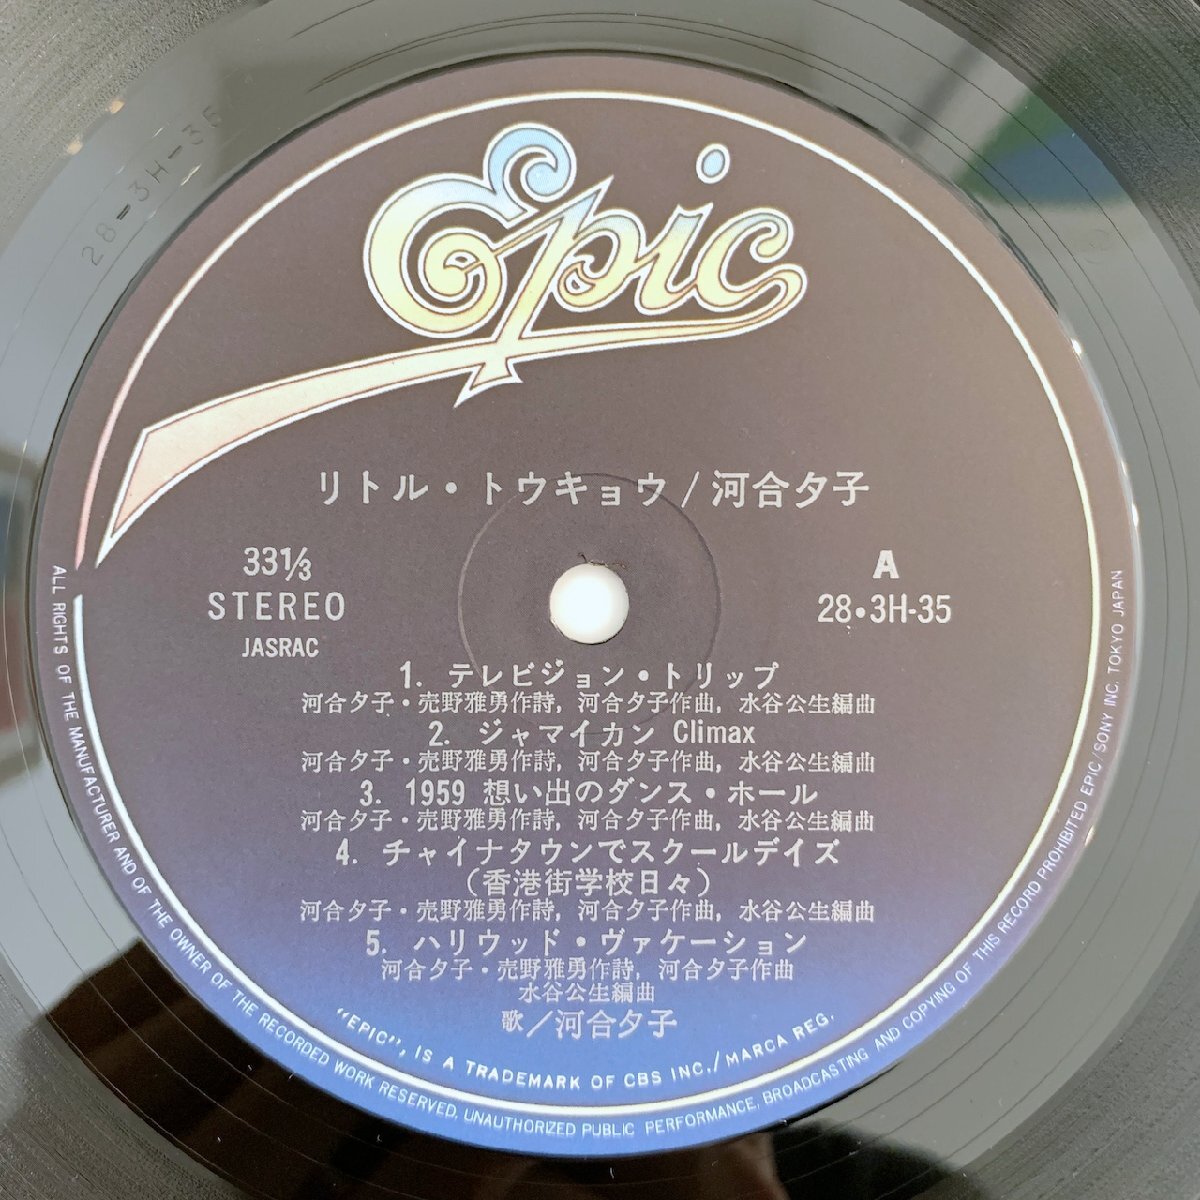 28-3H-35
Epic
リトル・トウキョウ/河合夕子
33⅓
STEREO
JASRAC
A
28・3H-35
1. テレビジョン・トリップ
河合夕子・売野雅勇作詩, 河合夕子作曲, 水谷公生編曲
2. ジャマイカン Climax
河合夕子・売野雅勇作詩, 河合夕子作曲, 水谷公生編曲
3. 1959 想い出のダンス・ホール
河合夕子・売野雅勇作詩, 河合夕子作曲, 水谷公生編曲
4. チャイナタウンでスクールデイズ
(香港街学校日々)
河合夕子・売野雅勇作詩, 河合夕子作曲, 水谷公生編曲
5. ハリウッド・ヴァケーション
河合夕子・売野雅勇作詩, 河合夕子作曲
水谷公生編曲
歌/河合夕子
"EPIC", IS A TRADEMARK OF CBS INC./MARCA REG.
ALL RIGHTS OF THE MANUFACTURER AND OF THE OWNER OF THE RECORDED WORK RESERVED. UNAUTHORIZED PUBLIC PERFORMANCE, BROADCASTING AND COPYING OF THIS RECORD PROHIBITED EPIC/SONY INC. TOKYO JAPAN